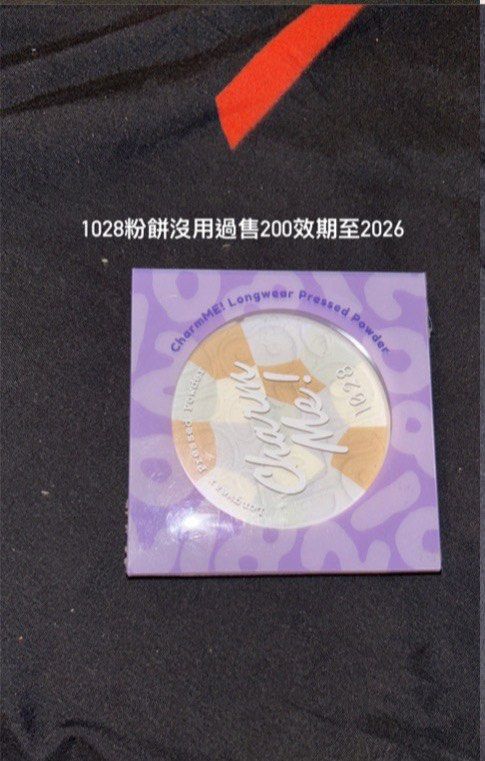 1028粉餅沒用過售200效期至2026
CharmME! Longwear Pressed Powder
Charm
Me!
1028
Longwear Pressed Powder